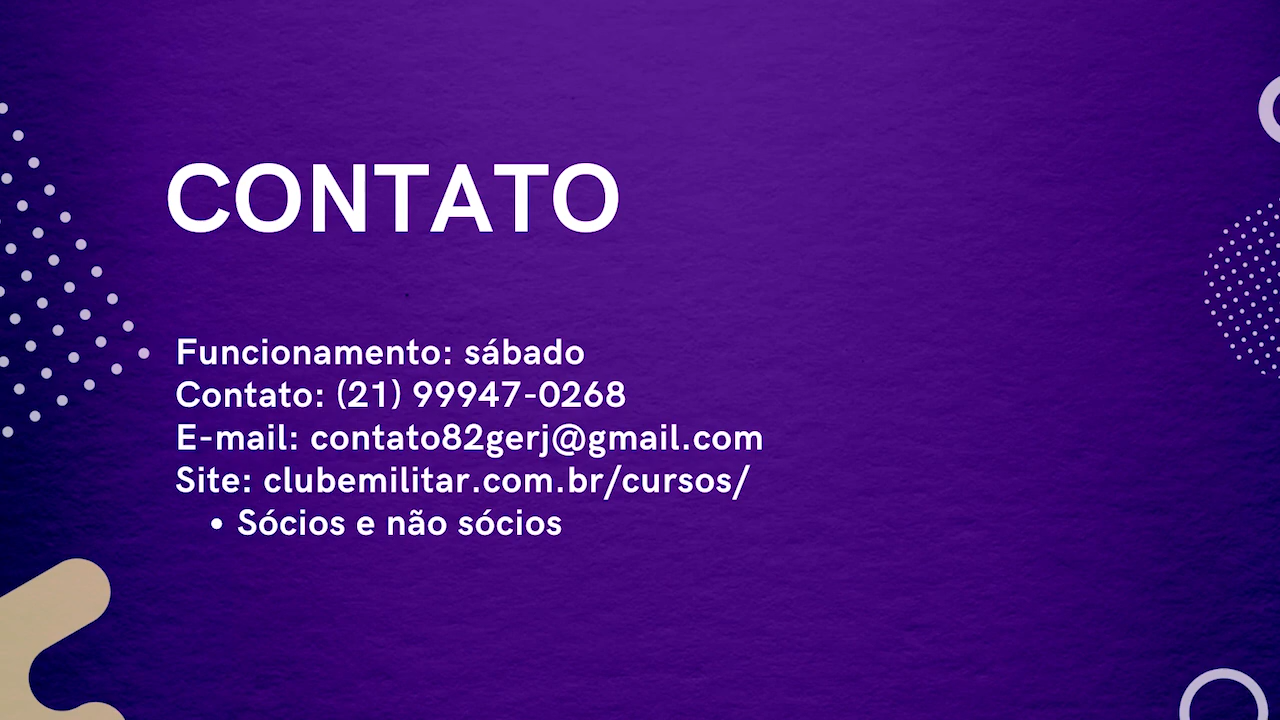 CONTATO
Funcionamento: sábado
Contato: (21) 99947-0268
E-mail: contato82gerj@gmail.com
Site: clubemilitar.com.br/cursos/
• Sócios e não sócios